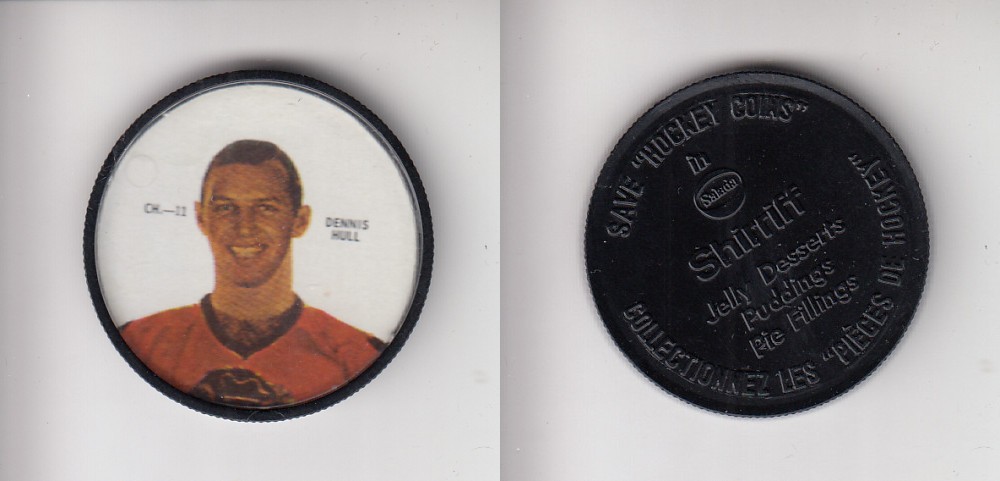 CH.—11
DENNIS
HULL
SAVE "HOCKEY COINS"
in
Salada
Shirriff
Jelly Desserts
Puddings
Pie Fillings
COLLECTIONNEZ LES "PIÈCES DE HOCKEY"